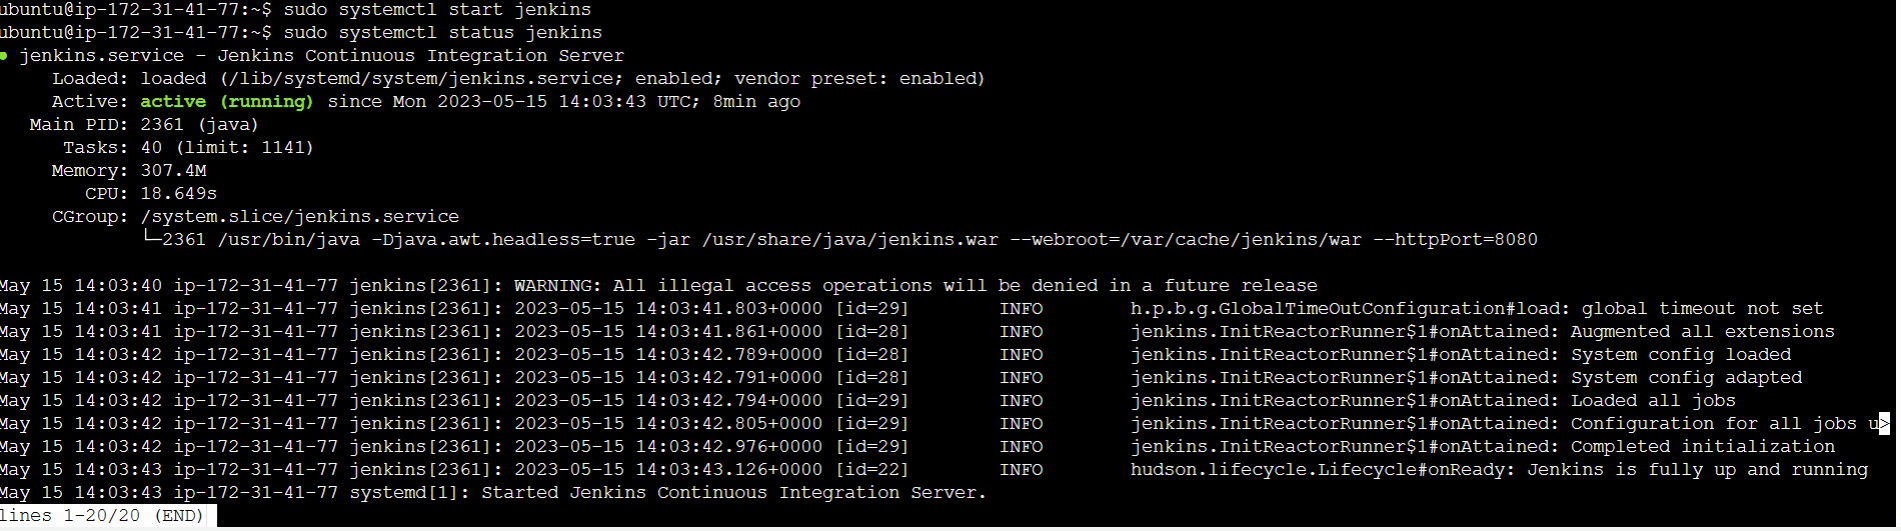 ubuntu@ip-172-31-41-77:~$ sudo systemctl start jenkins
ubuntu@ip-172-31-41-77:~$ sudo systemctl status jenkins
● jenkins.service - Jenkins Continuous Integration Server
     Loaded: loaded (/lib/systemd/system/jenkins.service; enabled; vendor preset: enabled)
     Active: active (running) since Mon 2023-05-15 14:03:43 UTC; 8min ago
   Main PID: 2361 (java)
      Tasks: 40 (limit: 1141)
     Memory: 307.4M
        CPU: 18.649s
     CGroup: /system.slice/jenkins.service
             └─2361 /usr/bin/java -Djava.awt.headless=true -jar /usr/share/java/jenkins.war --webroot=/var/cache/jenkins/war --httpPort=8080

May 15 14:03:40 ip-172-31-41-77 jenkins[2361]: WARNING: All illegal access operations will be denied in a future release
May 15 14:03:41 ip-172-31-41-77 jenkins[2361]: 2023-05-15 14:03:41.803+0000 [id=29]        INFO        h.p.b.g.GlobalTimeOutConfiguration#load: global timeout not set
May 15 14:03:41 ip-172-31-41-77 jenkins[2361]: 2023-05-15 14:03:41.861+0000 [id=28]        INFO        jenkins.InitReactorRunner$1#onAttained: Augmented all extensions
May 15 14:03:42 ip-172-31-41-77 jenkins[2361]: 2023-05-15 14:03:42.789+0000 [id=28]        INFO        jenkins.InitReactorRunner$1#onAttained: System config loaded
May 15 14:03:42 ip-172-31-41-77 jenkins[2361]: 2023-05-15 14:03:42.791+0000 [id=28]        INFO        jenkins.InitReactorRunner$1#onAttained: System config adapted
May 15 14:03:42 ip-172-31-41-77 jenkins[2361]: 2023-05-15 14:03:42.794+0000 [id=29]        INFO        jenkins.InitReactorRunner$1#onAttained: Loaded all jobs
May 15 14:03:42 ip-172-31-41-77 jenkins[2361]: 2023-05-15 14:03:42.805+0000 [id=29]        INFO        jenkins.InitReactorRunner$1#onAttained: Configuration for all jobs u>
May 15 14:03:42 ip-172-31-41-77 jenkins[2361]: 2023-05-15 14:03:42.976+0000 [id=29]        INFO        jenkins.InitReactorRunner$1#onAttained: Completed initialization
May 15 14:03:43 ip-172-31-41-77 jenkins[2361]: 2023-05-15 14:03:43.126+0000 [id=22]        INFO        hudson.lifecycle.Lifecycle#onReady: Jenkins is fully up and running
May 15 14:03:43 ip-172-31-41-77 systemd[1]: Started Jenkins Continuous Integration Server.
lines 1-20/20 (END)